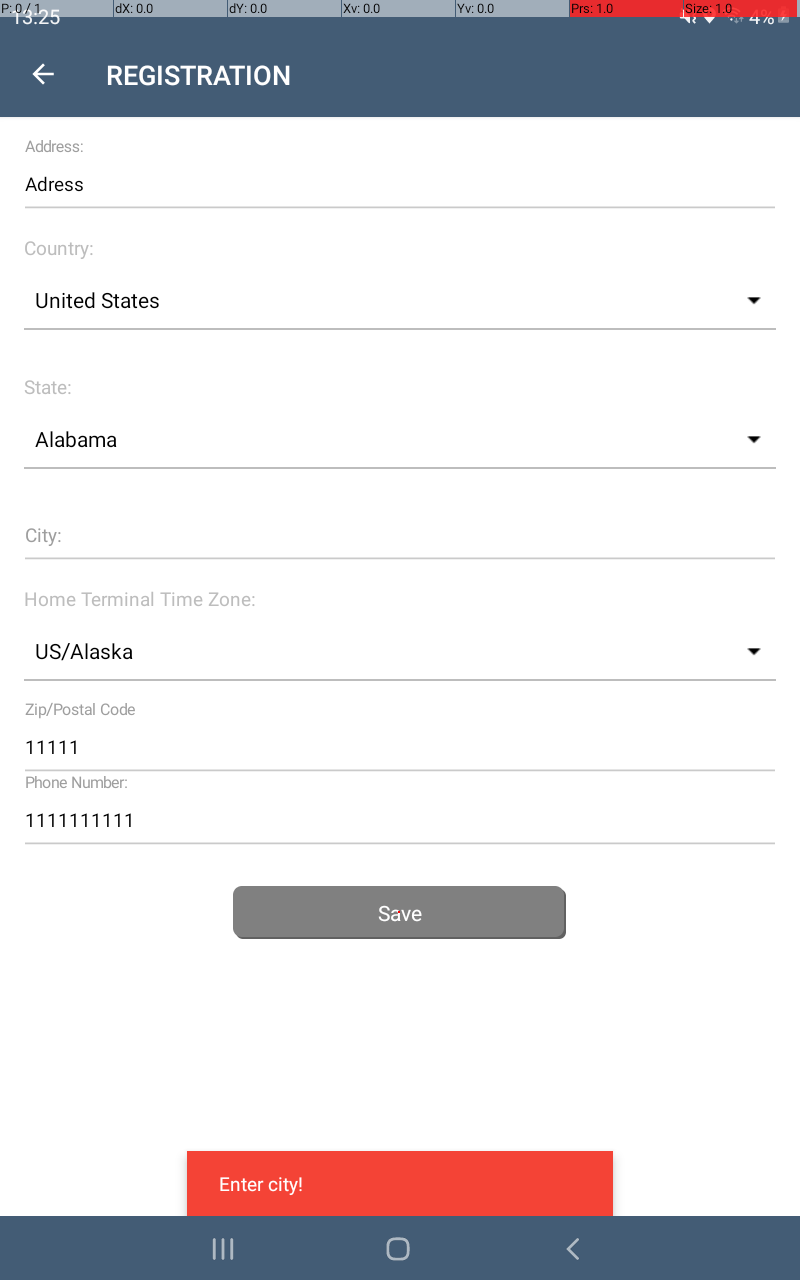 P: 0 / 1 dX: 0.0 dY: 0.0 Xv: 0.0 Yv: 0.0 Prs: 1.0 Size: 1.0
13:25 4%
REGISTRATION
Address:
Adress
Country:
United States
State:
Alabama
City:
Home Terminal Time Zone:
US/Alaska
Zip/Postal Code
11111
Phone Number:
1111111111
Save
Enter city!